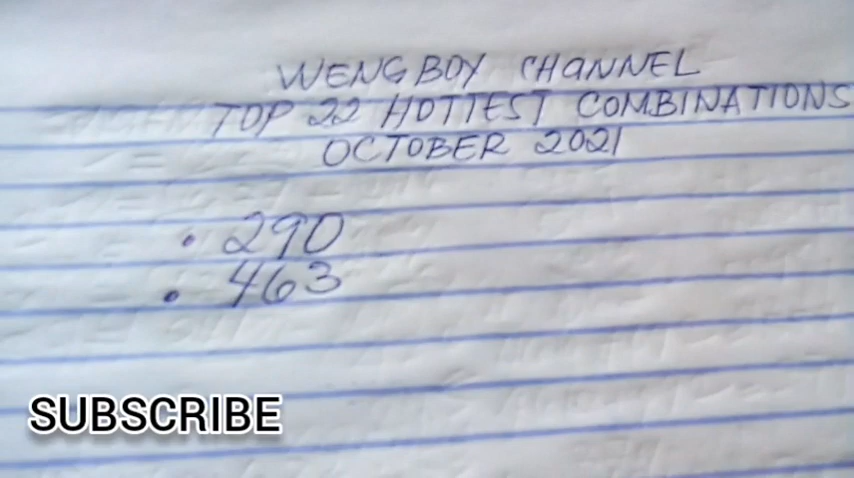 WENGBOY CHANNEL
TOP 22 HOTTEST COMBINATIONS
OCTOBER 2021
• 290
• 463
SUBSCRIBE